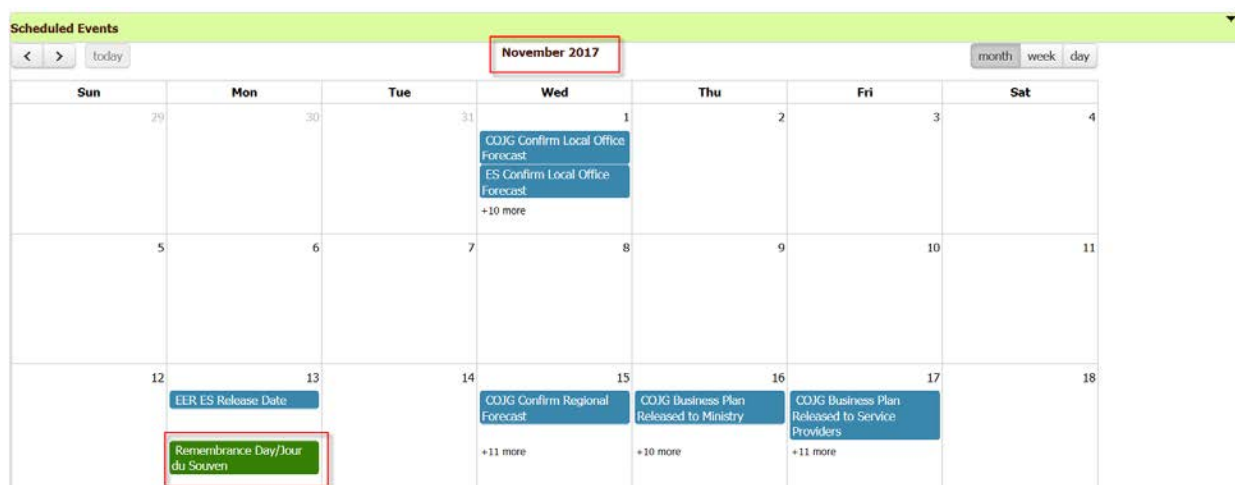 Scheduled Events
< > today
November 2017
month week day
Sun Mon Tue Wed Thu Fri Sat
29 30 31 1 2 3 4
COJG Confirm Local Office
Forecast
ES Confirm Local Office
Forecast
+10 more
5 6 7 8 9 10 11
12 13 14 15 16 17 18
EER ES Release Date
Remembrance Day/Jour
du Souven
COJG Confirm Regional
Forecast
+11 more
COJG Business Plan
Released to Ministry
+10 more
COJG Business Plan
Released to Service
Providers
+11 more